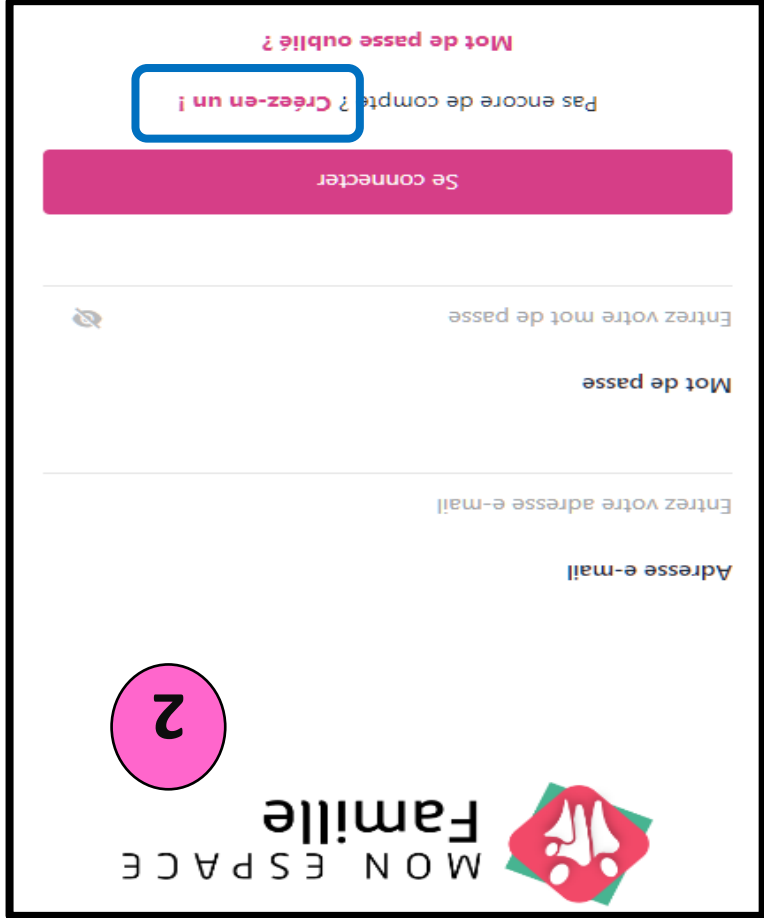 MON ESPACE
Famille
2
Adresse e-mail
Entrez votre adresse e-mail
Mot de passe
Entrez votre mot de passe
Se connecter
Pas encore de compte ? Créez-en un !
Mot de passe oublié ?